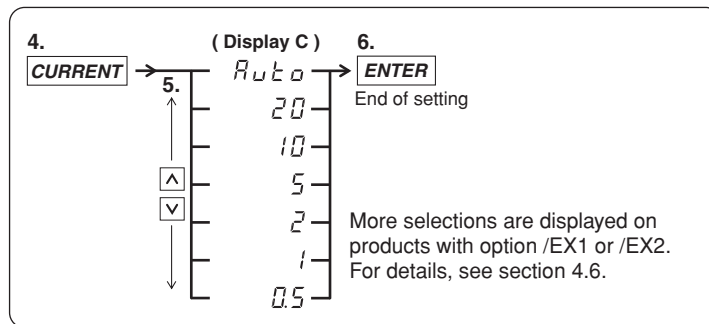 4.
( Display C )
6.
CURRENT
Auto
ENTER
5.
End of setting
20
10
5
2
1
0.5
More selections are displayed on
products with option /EX1 or /EX2.
For details, see section 4.6.